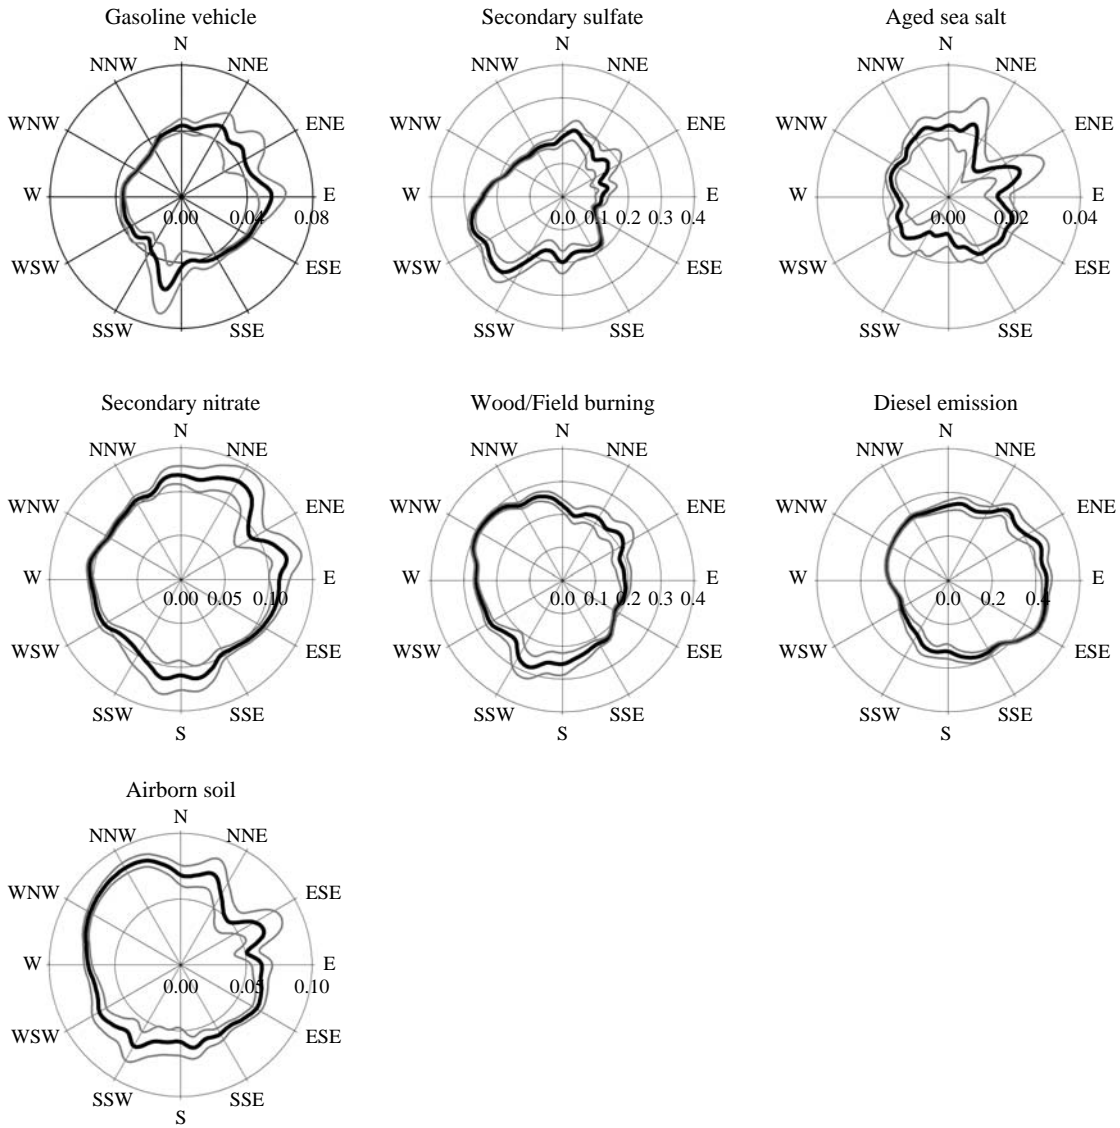 Gasoline vehicle
N
NNW
NNE
WNW
ENE
W
E
0.00
0.04
0.08
WSW
ESE
SSW
SSE
Secondary sulfate
N
NNW
NNE
WNW
ENE
W
E
0.0 0.1 0.2 0.3 0.4
WSW
ESE
SSW
SSE
Aged sea salt
N
NNW
NNE
WNW
ENE
W
E
0.00
0.02
0.04
WSW
ESE
SSW
SSE
Secondary nitrate
N
NNW
NNE
WNW
ENE
W
E
0.00 0.05 0.10
WSW
ESE
SSW
SSE
S
Wood/Field burning
N
NNW
NNE
WNW
ENE
W
E
0.0 0.1 0.2 0.3 0.4
WSW
ESE
SSW
SSE
S
Diesel emission
N
NNW
NNE
WNW
ENE
W
E
0.0 0.2 0.4
WSW
ESE
SSW
SSE
S
Airborn soil
N
NNW
NNE
WNW
ESE
W
E
0.00
0.05
0.10
WSW
ESE
SSW
SSE
S